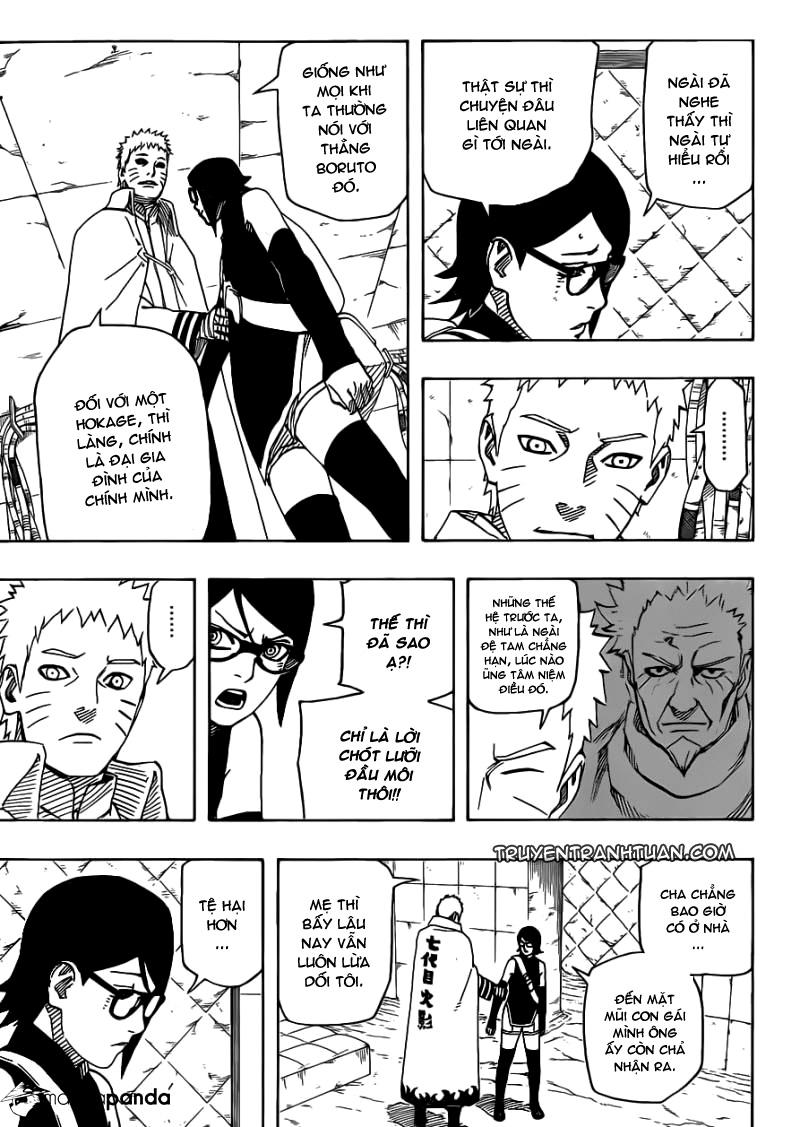 NGÀI ĐÃ
NGHE
THẤY THÌ
NGÀI TỰ
HIỂU RỒI
...
THẬT SỰ THÌ
CHUYỆN ĐÂU
LIÊN QUAN
GÌ TỚI NGÀI.
GIỐNG NHƯ
MỌI KHI
TA THƯỜNG
NÓI VỚI
THẰNG
BORUTO
ĐÓ.
ĐỐI VỚI MỘT
HOKAGE, THÌ
LÀNG, CHÍNH
LÀ ĐẠI GIA
ĐÌNH CỦA
CHÍNH MÌNH.
.........
NHỮNG THẾ
HỆ TRƯỚC TA,
NHƯ LÀ NGÀI
ĐỆ TAM CHẲNG
HẠN, LÚC NÀO
ŨNG TÂM NIỆM
ĐIỀU ĐÓ.
THẾ THÌ
ĐÃ SAO
Ạ?!
CHỈ LÀ LỜI
CHÓT LƯỠI
ĐẦU MÔI
THÔI!!
.........
TRUYENTRANHTUAN.COM
CHA CHẲNG
BAO GIỜ
CÓ Ở NHÀ
...
ĐẾN MẶT
MŨI CON GÁI
MÌNH ÔNG
ẤY CÒN CHẢ
NHẬN RA.
MẸ THÌ
BẤY LÂU
NAY VẪN
LUÔN LỪA
DỐI TÔI.
七代目火影
TỆ HẠI
HƠN
...
mangapanda